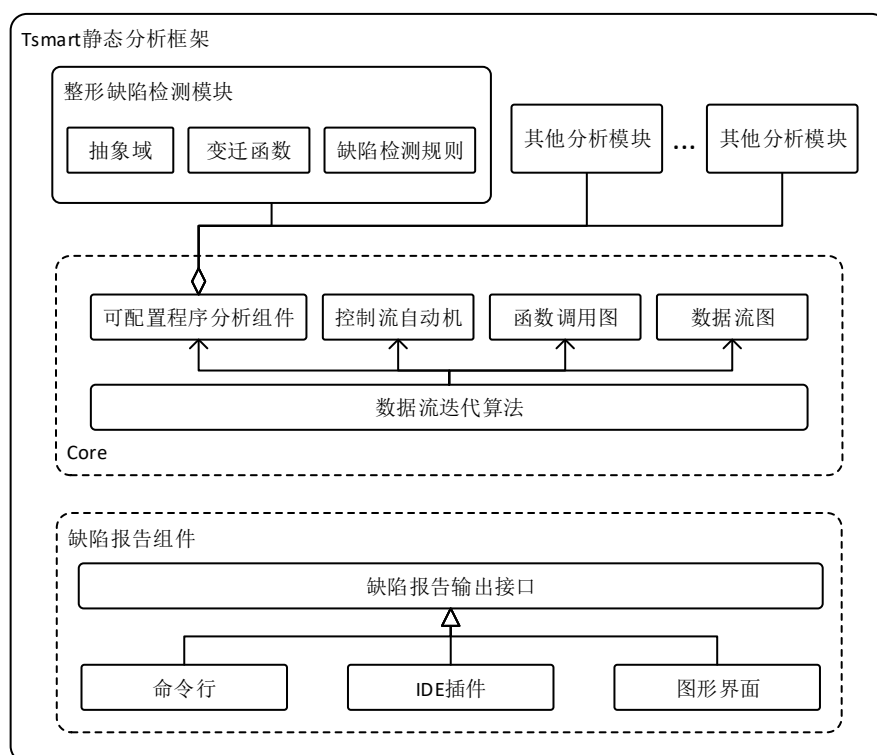 Tsmart静态分析框架
整形缺陷检测模块
抽象域
变迁函数
缺陷检测规则
其他分析模块
...
其他分析模块
可配置程序分析组件
控制流自动机
函数调用图
数据流图
数据流迭代算法
Core
缺陷报告组件
缺陷报告输出接口
命令行
IDE插件
图形界面